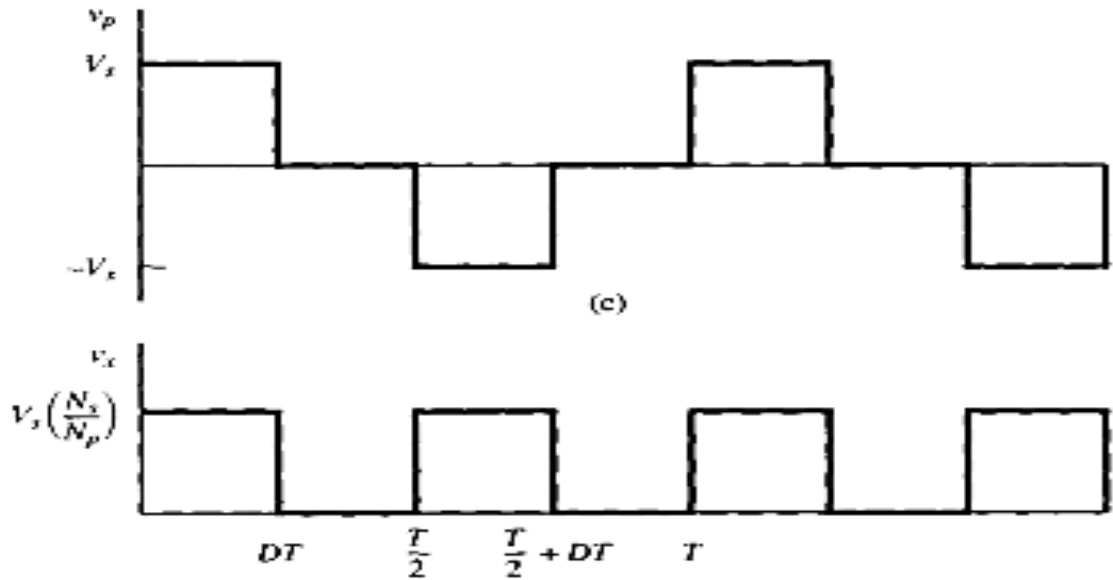 v_p
V_s
-V_s
(c)
v_x
V_s(N_s/N_p)
DT T/2 T/2 + DT T